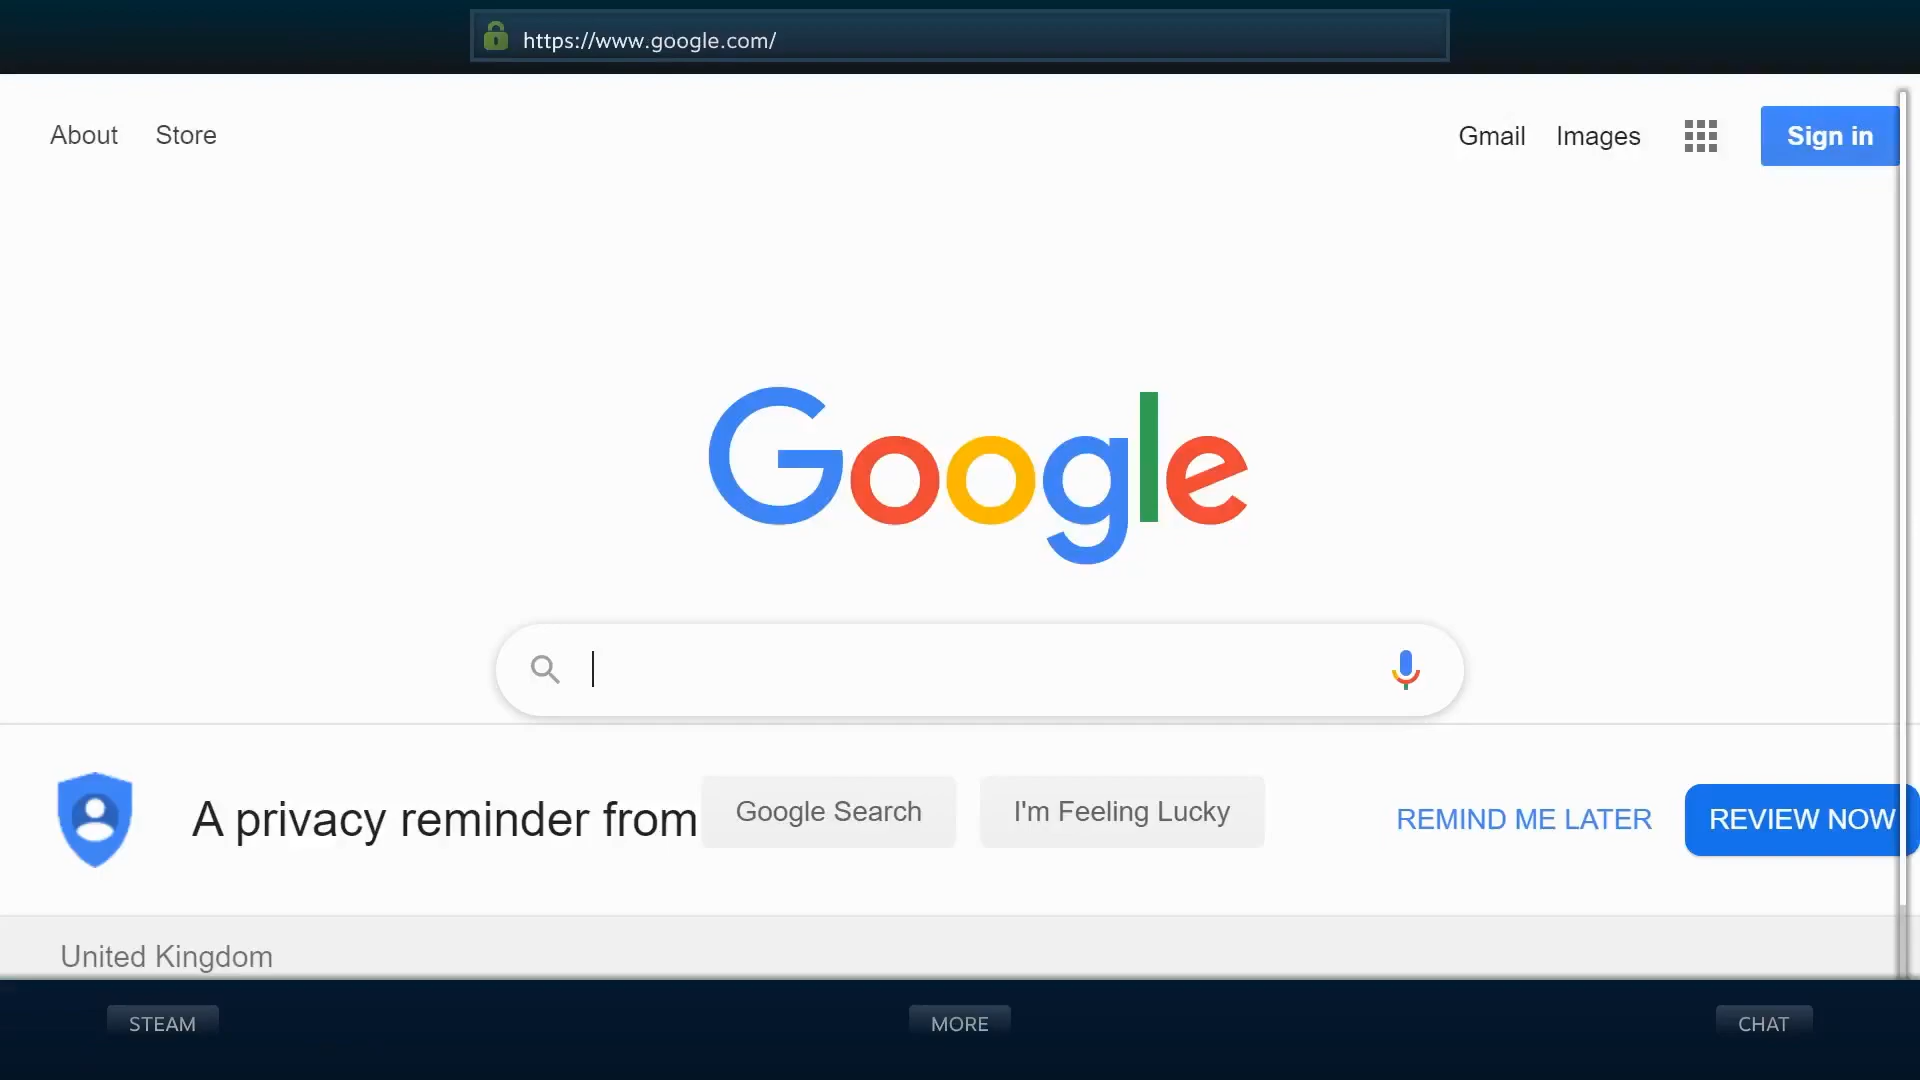 https://www.google.com/
About Store Gmail Images Sign in
Google
A privacy reminder from Google Search I'm Feeling Lucky REMIND ME LATER REVIEW NOW
United Kingdom
STEAM MORE CHAT